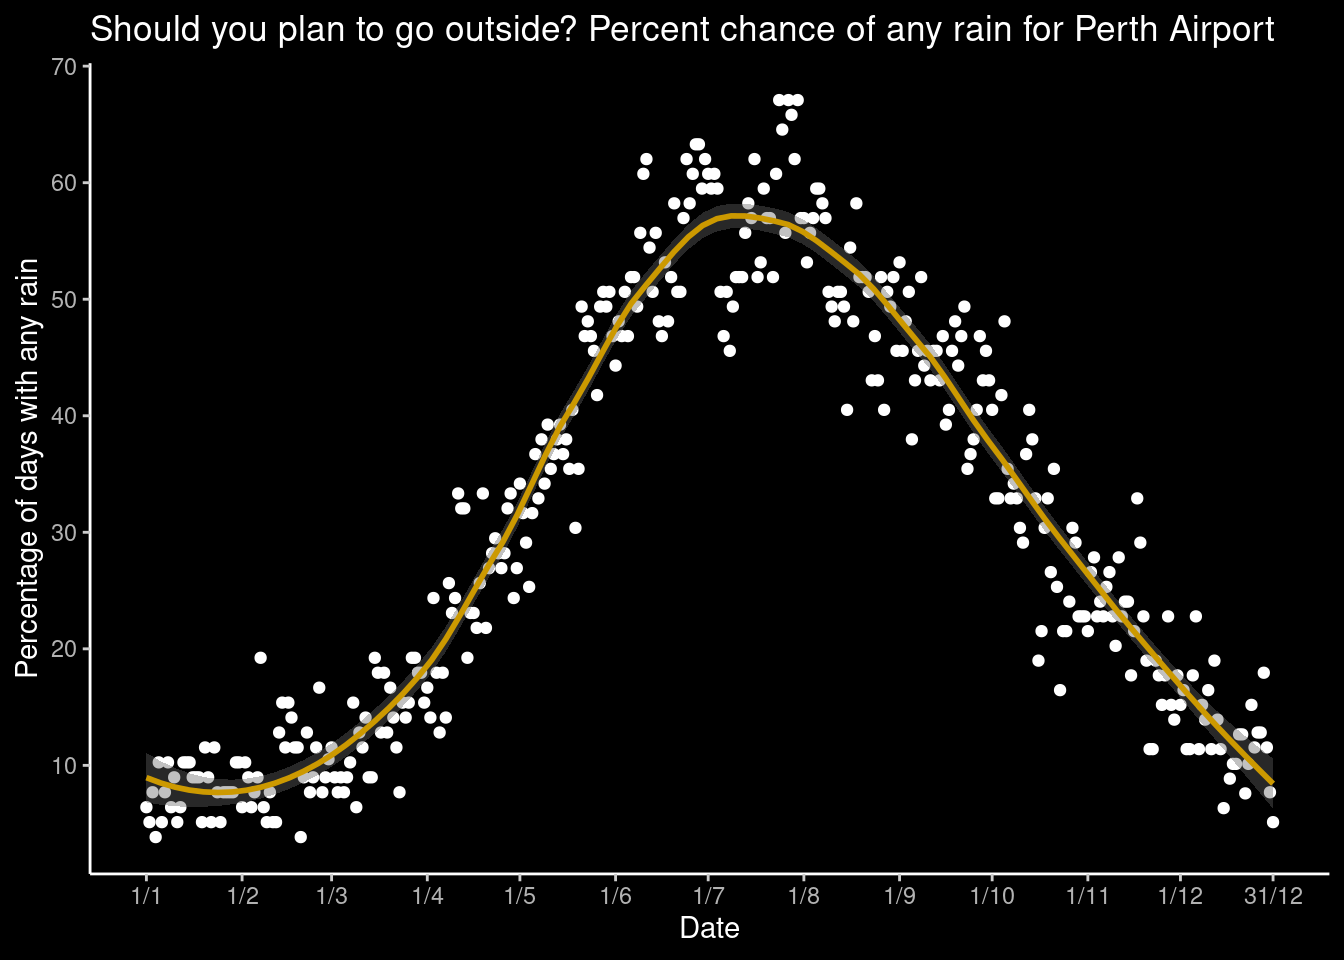 Should you plan to go outside? Percent chance of any rain for Perth Airport
Percentage of days with any rain
70
60
50
40
30
20
10
1/1 1/2 1/3 1/4 1/5 1/6 1/7 1/8 1/9 1/10 1/11 1/12 31/12
Date